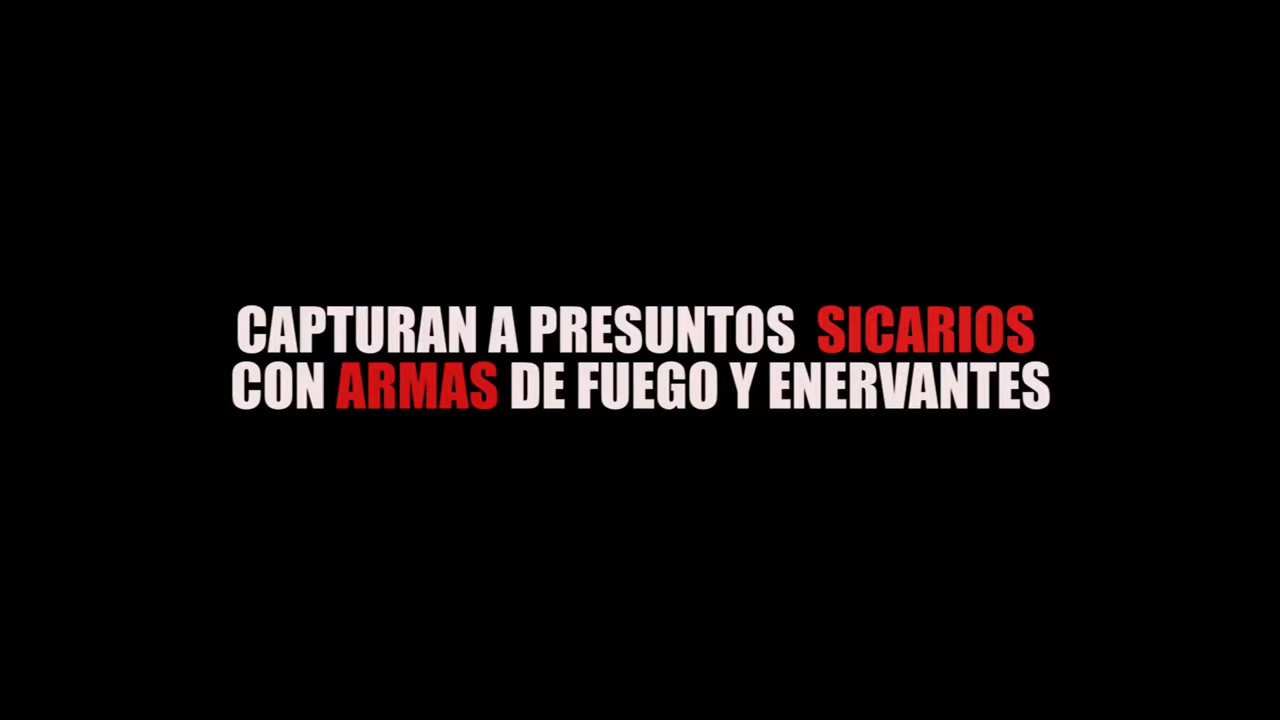 CAPTURAN A PRESUNTOS SICARIOS
CON ARMAS DE FUEGO Y ENERVANTES